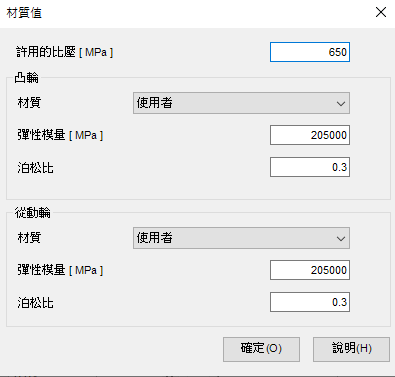 材質值
許用的比壓 [ MPa ] 650
凸輪
材質 使用者
彈性模量 [ MPa ] 205000
泊松比 0.3
從動輪
材質 使用者
彈性模量 [ MPa ] 205000
泊松比 0.3
確定(O) 說明(H)